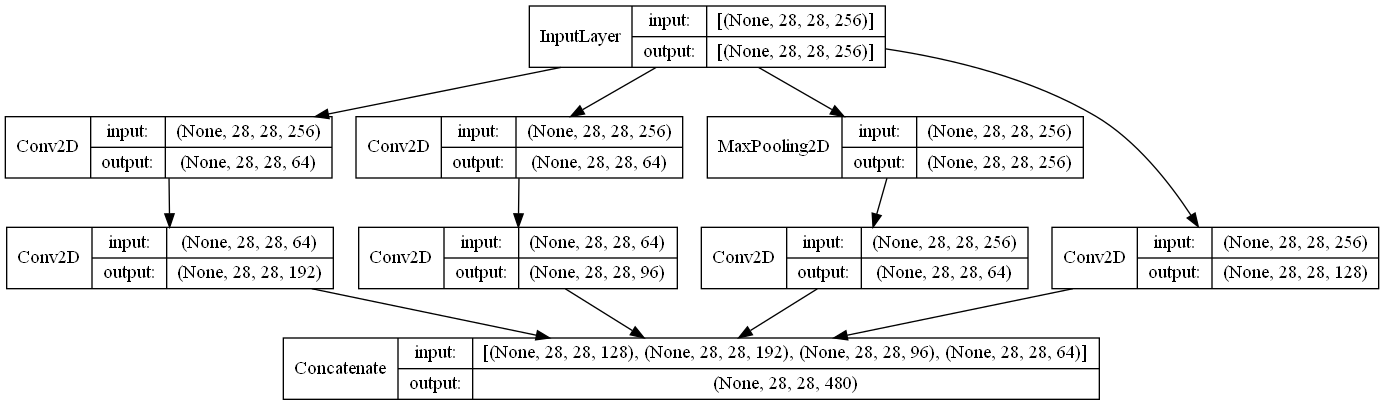 InputLayer
input: [(None, 28, 28, 256)]
output: [(None, 28, 28, 256)]
Conv2D
input: (None, 28, 28, 256)
output: (None, 28, 28, 64)
Conv2D
input: (None, 28, 28, 256)
output: (None, 28, 28, 64)
MaxPooling2D
input: (None, 28, 28, 256)
output: (None, 28, 28, 256)
Conv2D
input: (None, 28, 28, 64)
output: (None, 28, 28, 192)
Conv2D
input: (None, 28, 28, 64)
output: (None, 28, 28, 96)
Conv2D
input: (None, 28, 28, 256)
output: (None, 28, 28, 64)
Conv2D
input: (None, 28, 28, 256)
output: (None, 28, 28, 128)
Concatenate
input: [(None, 28, 28, 128), (None, 28, 28, 192), (None, 28, 28, 96), (None, 28, 28, 64)]
output: (None, 28, 28, 480)